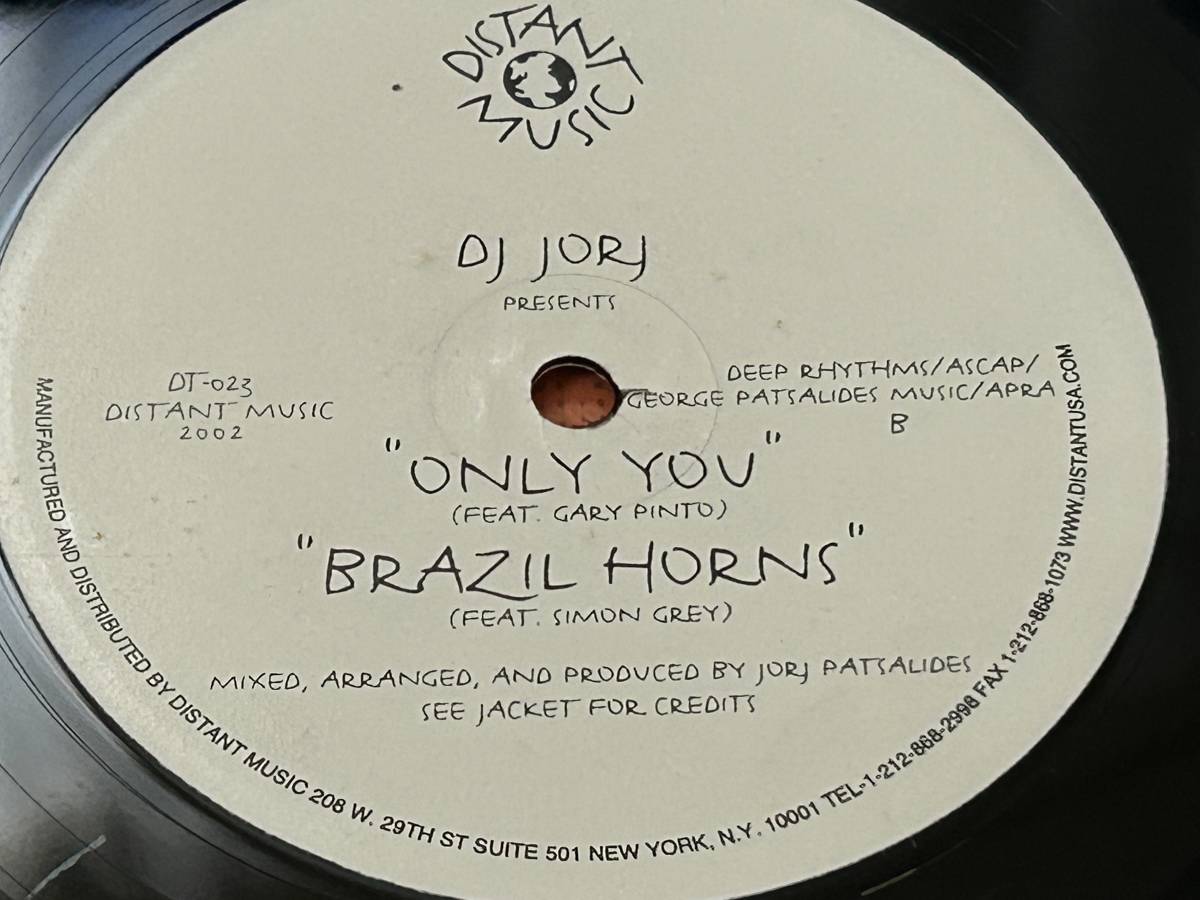 DISTANT
MUSIC
DJ JORJ
PRESENTS
DT-023
DISTANT MUSIC
2002
DEEP RHYTHMS/ASCAP/
GEORGE PATSALIDES MUSIC/APRA
B
"ONLY YOU"
(FEAT. GARY PINTO)
"BRAZIL HORNS"
(FEAT. SIMON GREY)
MIXED, ARRANGED, AND PRODUCED BY JORJ PATSALIDES
SEE JACKET FOR CREDITS
MANUFACTURED AND DISTRIBUTED BY DISTANT MUSIC 208 W. 29TH ST SUITE 501 NEW YORK, N.Y. 10001 TEL-1-212-868-2998 FAX 1-212-868-1073 WWW.DISTANTUSA.COM